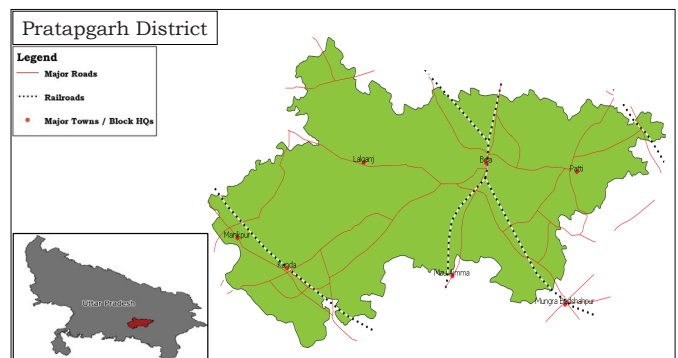 Pratapgarh District
Legend
Major Roads
Railroads
Major Towns / Block HQs
Lalganj
Bela
Patti
Manikpur
Kunda
Mungra Badshahpur
Uttar Pradesh